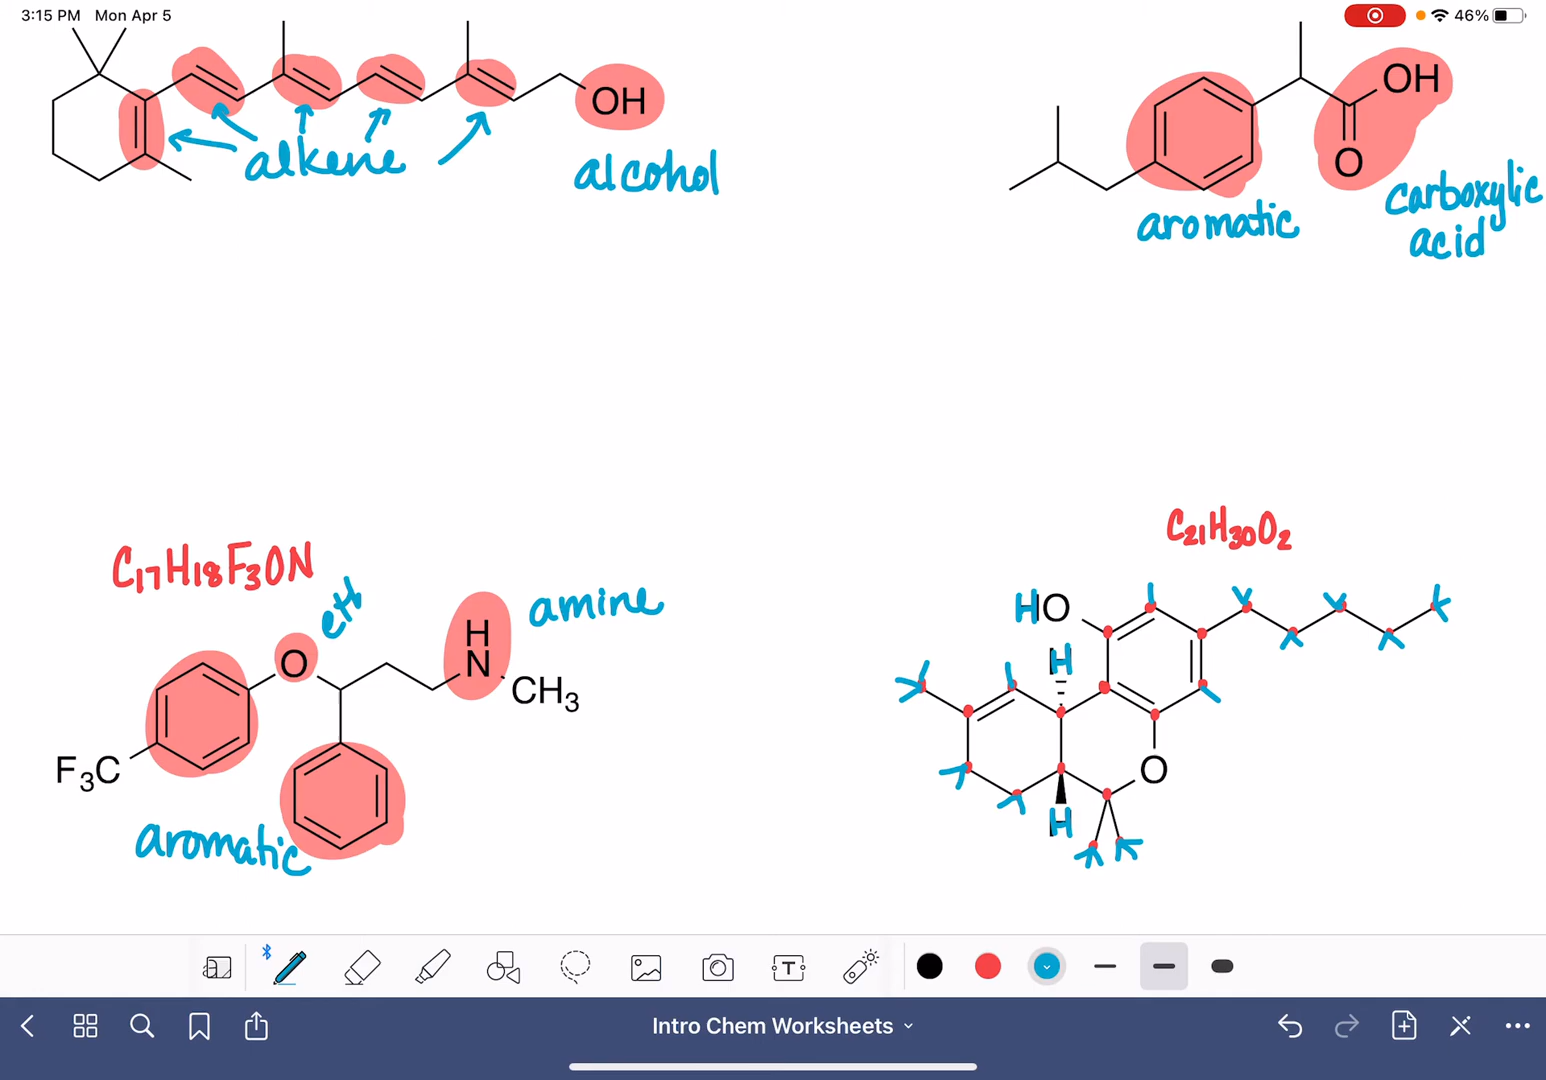 3:15 PM Mon Apr 5
46%
OH
alkene
alcohol
OH
O
aromatic
carboxylic
acid
C17H18F3ON
eth
O
H
N
CH3
amine
F3C
aromatic
C21H30O2
HO
H
O
H
T
Intro Chem Worksheets